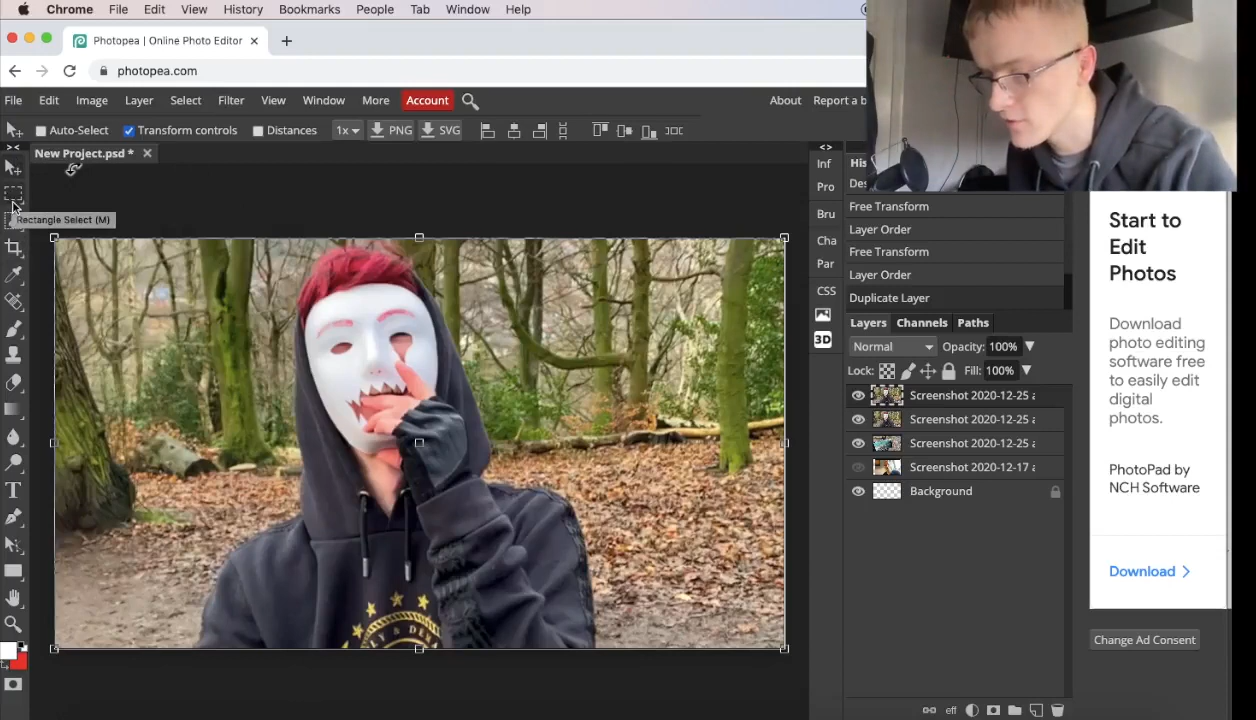 Chrome File Edit View History Bookmarks People Tab Window Help
Photopea | Online Photo Editor
photopea.com
File Edit Image Layer Select Filter View Window More Account About Report a b
Auto-Select Transform controls Distances 1x PNG SVG
New Project.psd *
Rectangle Select (M)
Inf
Pro
Bru
Cha
Par
CSS
3D
His
Des
Free Transform
Layer Order
Free Transform
Layer Order
Duplicate Layer
Layers Channels Paths
Normal Opacity: 100%
Lock: Fill: 100%
Screenshot 2020-12-25 a
Screenshot 2020-12-25 a
Screenshot 2020-12-25 a
Screenshot 2020-12-17 a
Background
eff
Start to
Edit
Photos
Download
photo editing
software free
to easily edit
digital
photos.
PhotoPad by
NCH Software
Download
Change Ad Consent